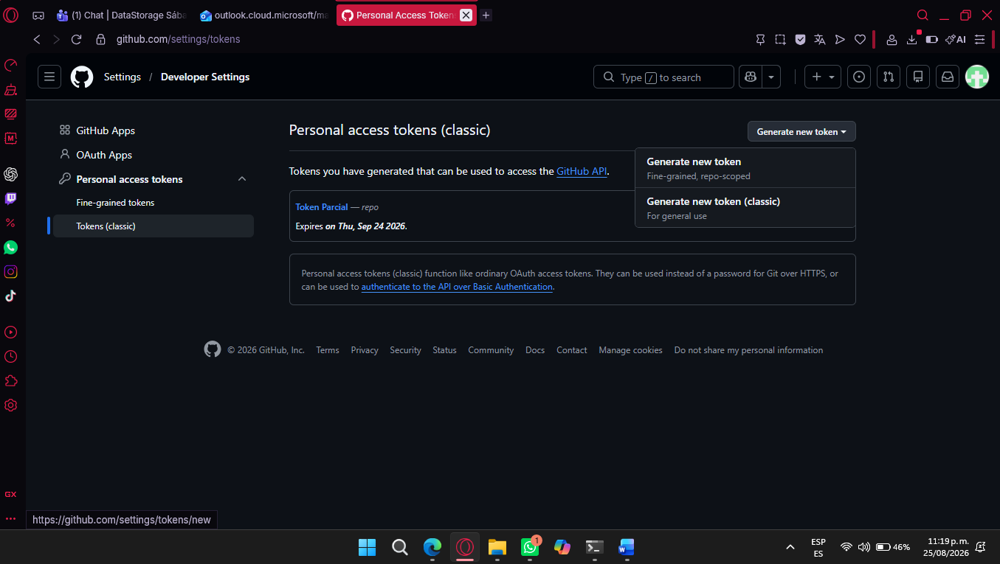 (1) Chat | DataStorage Sába
outlook.cloud.microsoft/ma
Personal Access Token
github.com/settings/tokens
AI
Settings / Developer Settings
Type / to search
GitHub Apps
OAuth Apps
Personal access tokens
Fine-grained tokens
Tokens (classic)
Personal access tokens (classic)
Generate new token
Generate new token
Fine-grained, repo-scoped
Generate new token (classic)
For general use
Tokens you have generated that can be used to access the GitHub API.
Token Parcial — repo
Expires on Thu, Sep 24 2026.
Personal access tokens (classic) function like ordinary OAuth access tokens. They can be used instead of a password for Git over HTTPS, or
can be used to authenticate to the API over Basic Authentication.
© 2026 GitHub, Inc. Terms Privacy Security Status Community Docs Contact Manage cookies Do not share my personal information
GX
https://github.com/settings/tokens/new
1
ESP
ES
46%
11:19 p. m.
25/08/2026